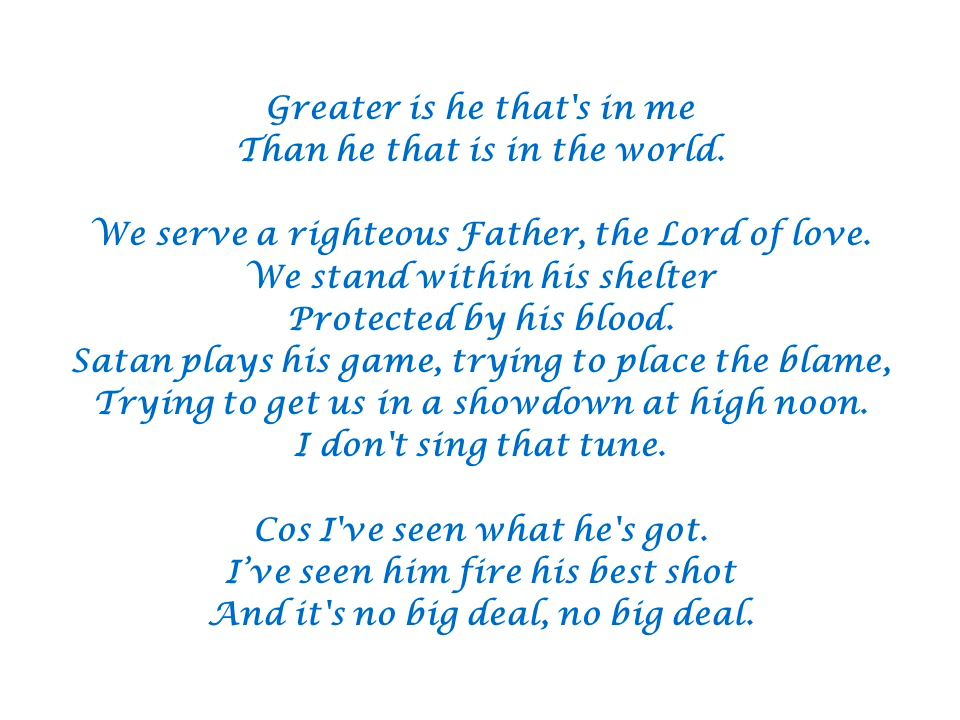 Greater is he that's in me
Than he that is in the world.
We serve a righteous Father, the Lord of love.
We stand within his shelter
Protected by his blood.
Satan plays his game, trying to place the blame,
Trying to get us in a showdown at high noon.
I don't sing that tune.
Cos I've seen what he's got.
I’ve seen him fire his best shot
And it's no big deal, no big deal.